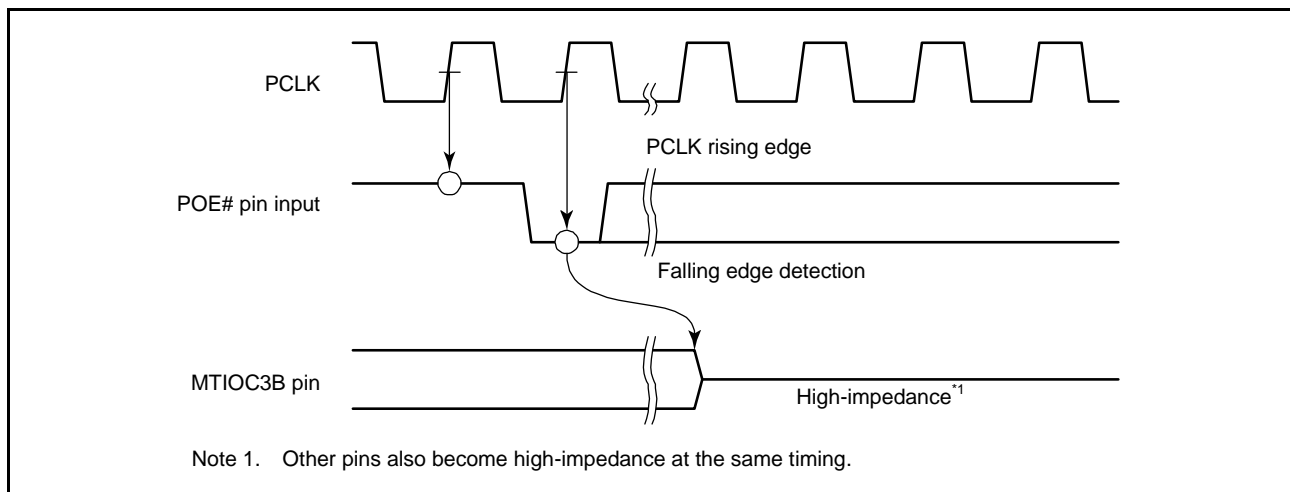 PCLK
PCLK rising edge
POE# pin input
Falling edge detection
MTIOC3B pin
High-impedance*1
Note 1. Other pins also become high-impedance at the same timing.